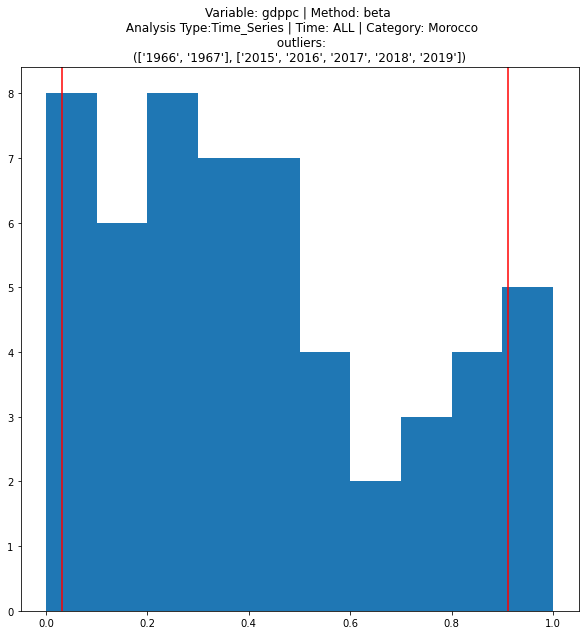 Variable: gdppc | Method: beta
Analysis Type:Time_Series | Time: ALL | Category: Morocco
outliers:
(['1966', '1967'], ['2015', '2016', '2017', '2018', '2019'])
8
7
6
5
4
3
2
1
0
0.0 0.2 0.4 0.6 0.8 1.0